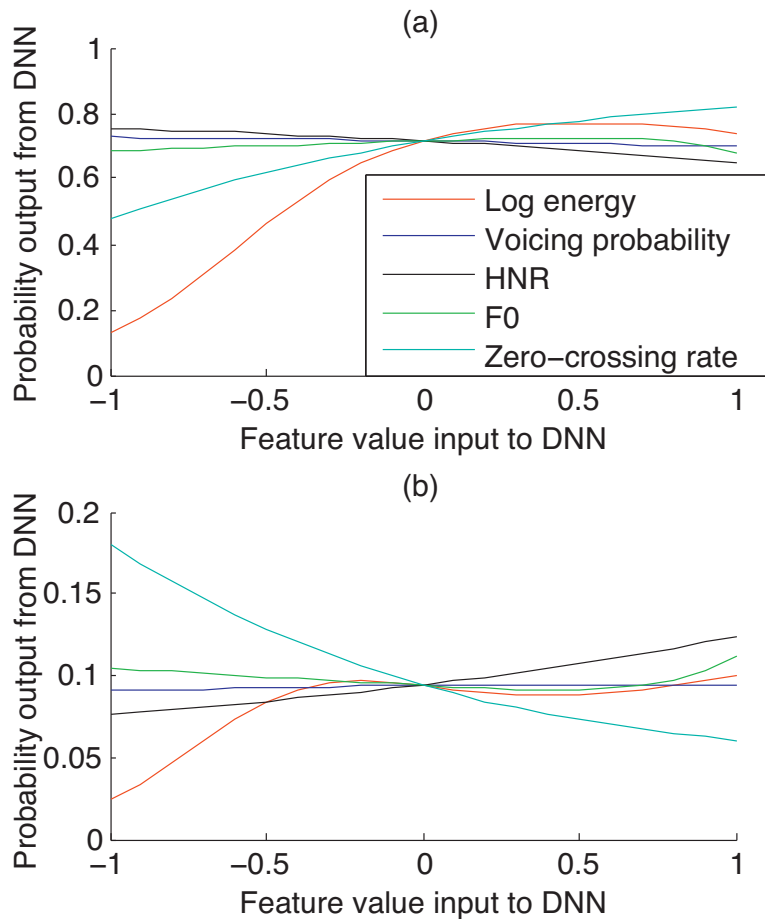 (a)
Probability output from DNN
1
0.8
0.6
0.4
0.2
0
Log energy
Voicing probability
HNR
F0
Zero−crossing rate
−1
−0.5
0
0.5
1
Feature value input to DNN
(b)
Probability output from DNN
0.2
0.15
0.1
0.05
0
−1
−0.5
0
0.5
1
Feature value input to DNN